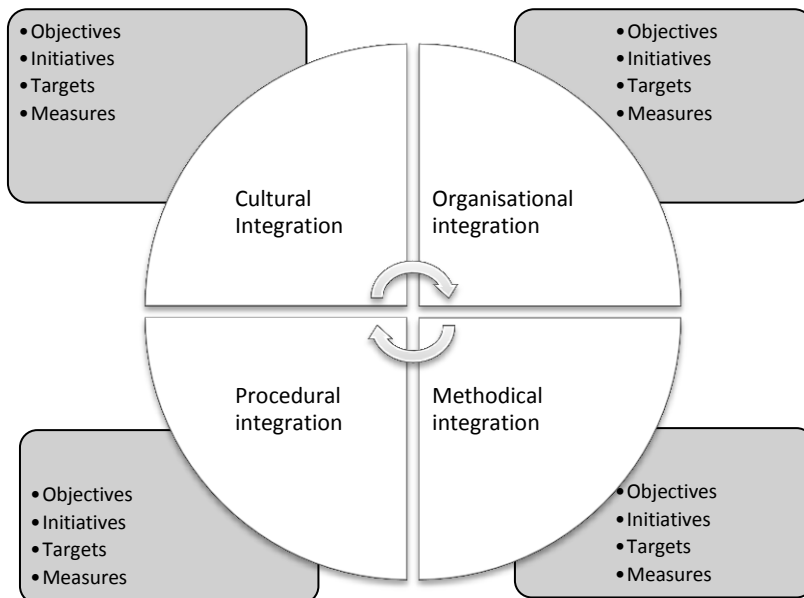 •Objectives
•Initiatives
•Targets
•Measures
•Objectives
•Initiatives
•Targets
•Measures
Cultural
Integration
Organisational
integration
Procedural
integration
Methodical
integration
•Objectives
•Initiatives
•Targets
•Measures
•Objectives
•Initiatives
•Targets
•Measures